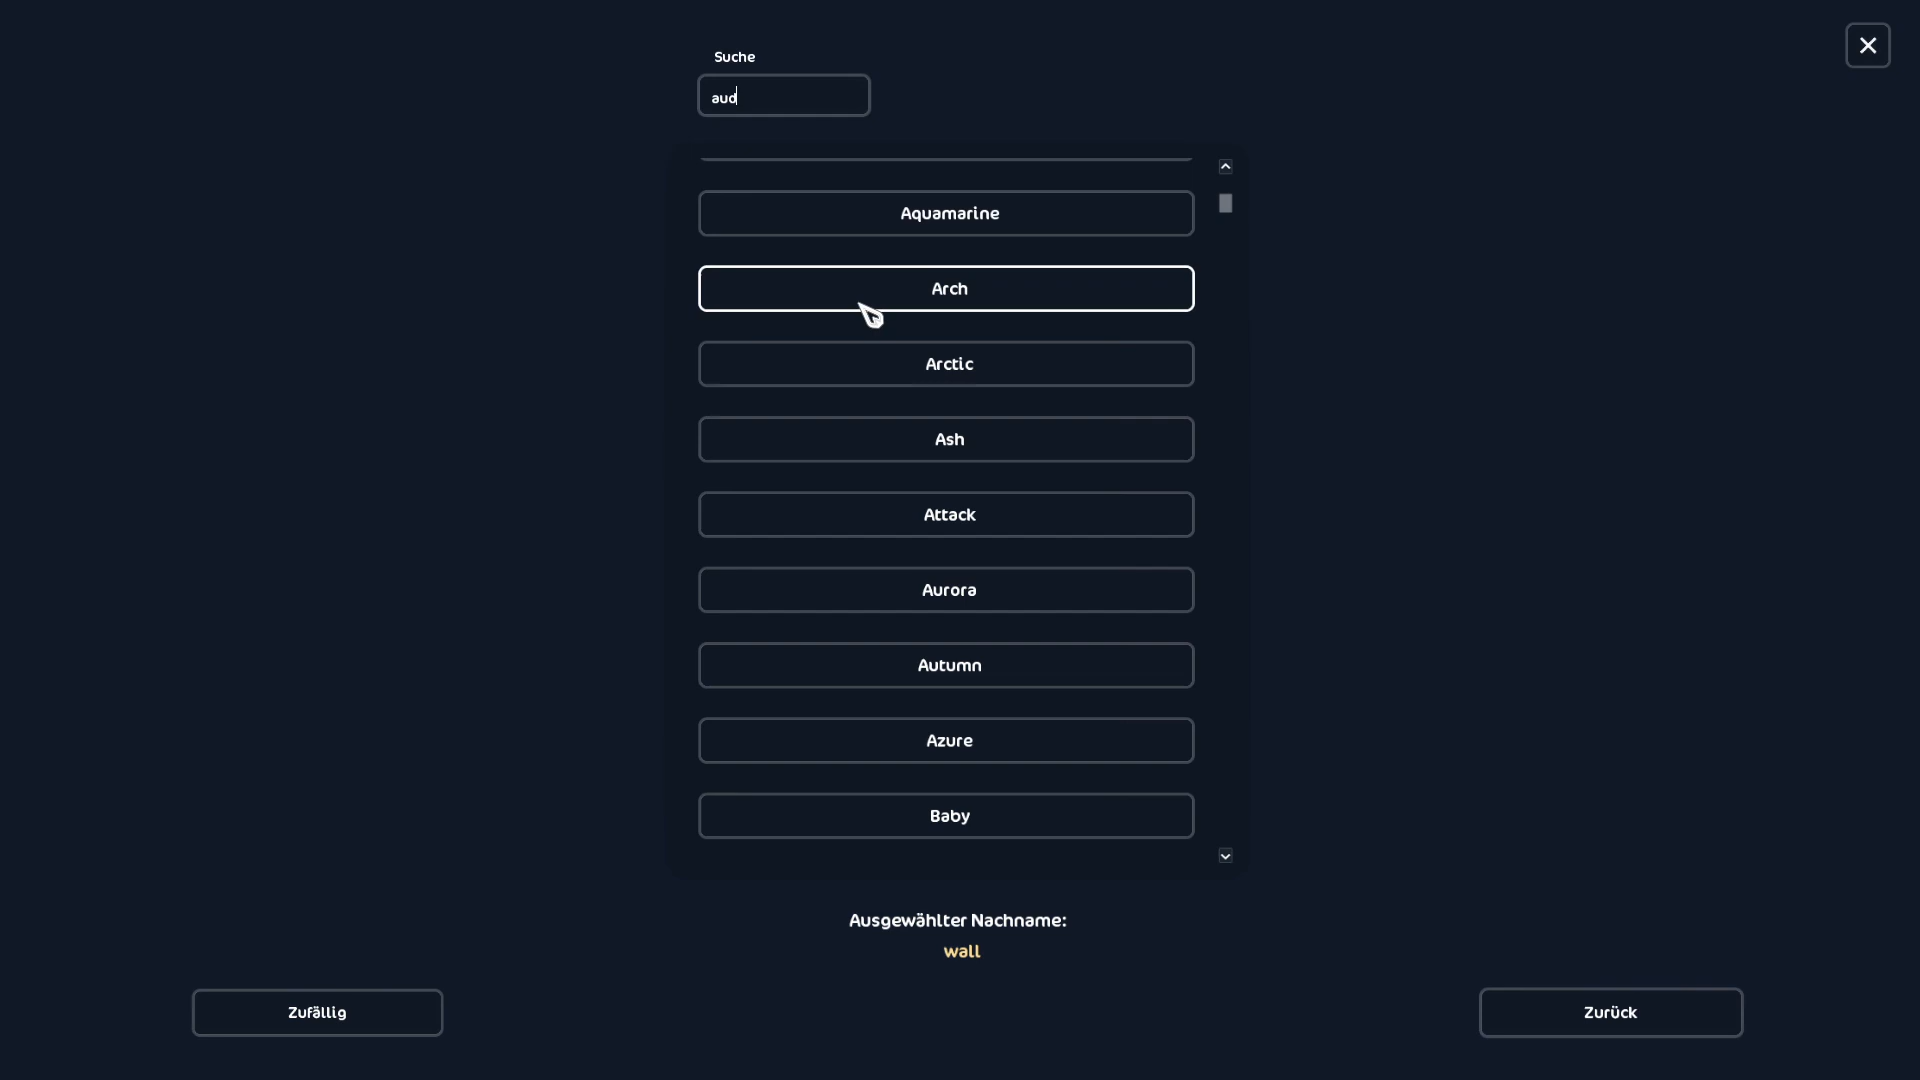 Suche
aud
Aquamarine
Arch
Arctic
Ash
Attack
Aurora
Autumn
Azure
Baby
Ausgewählter Nachname:
wall
Zufällig
Zurück